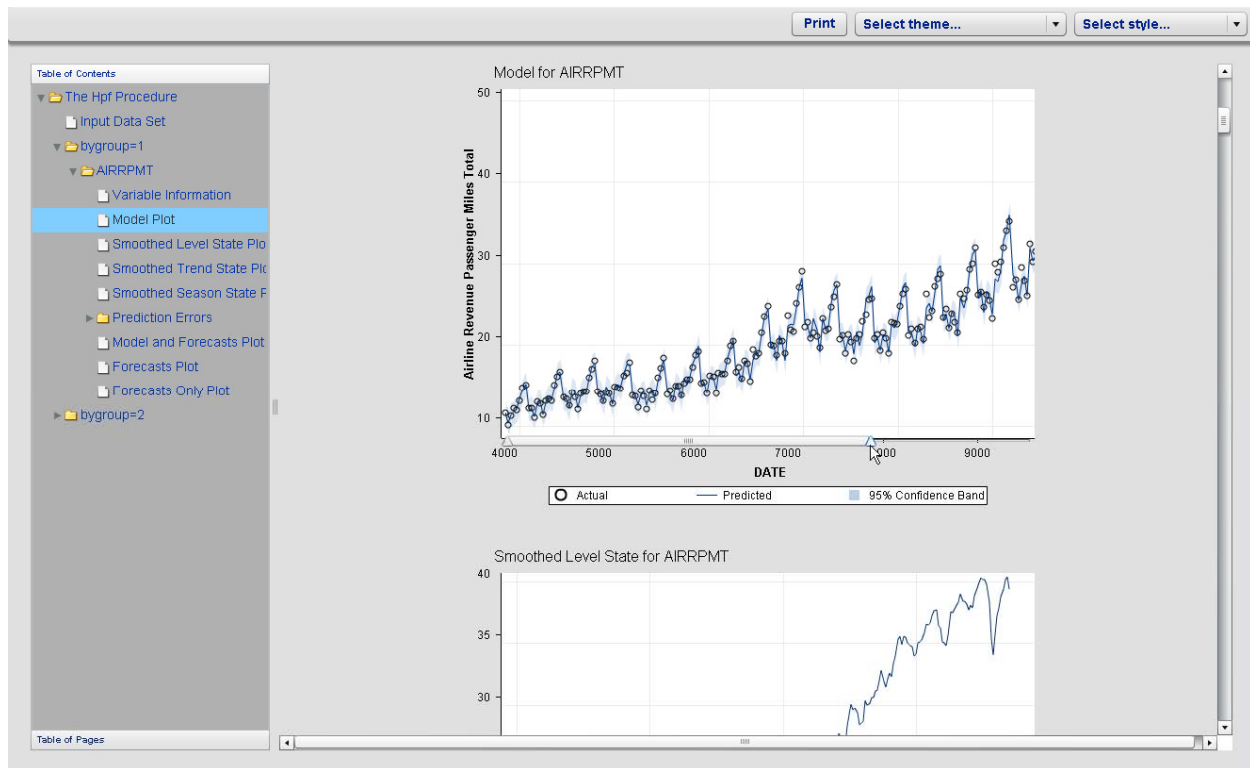 Print
Select theme...
Select style...
Table of Contents
The Hpf Procedure
Input Data Set
bygroup=1
AIRRPMT
Variable Information
Model Plot
Smoothed Level State Plo
Smoothed Trend State Plo
Smoothed Season State P
Prediction Errors
Model and Forecasts Plot
Forecasts Plot
Forecasts Only Plot
bygroup=2
Table of Pages
Model for AIRRPMT
Airline Revenue Passenger Miles Total
50
40
30
20
10
4000 5000 6000 7000 9000
DATE
Actual Predicted 95% Confidence Band
Smoothed Level State for AIRRPMT
40
35
30